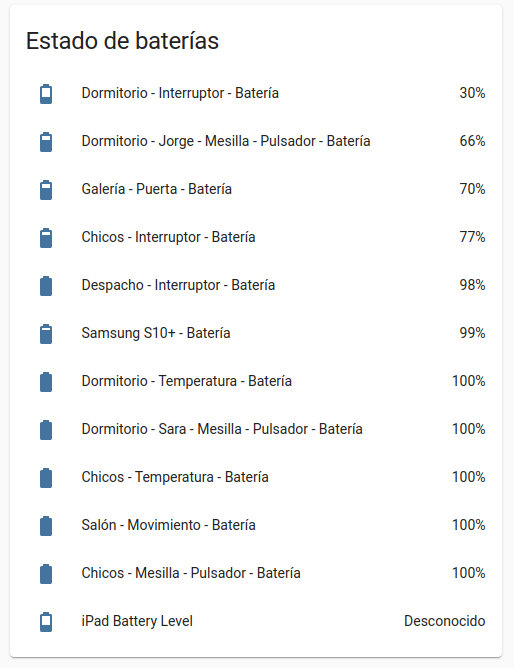 Estado de baterías
Dormitorio - Interruptor - Batería 30%
Dormitorio - Jorge - Mesilla - Pulsador - Batería 66%
Galería - Puerta - Batería 70%
Chicos - Interruptor - Batería 77%
Despacho - Interruptor - Batería 98%
Samsung S10+ - Batería 99%
Dormitorio - Temperatura - Batería 100%
Dormitorio - Sara - Mesilla - Pulsador - Batería 100%
Chicos - Temperatura - Batería 100%
Salón - Movimiento - Batería 100%
Chicos - Mesilla - Pulsador - Batería 100%
iPad Battery Level Desconocido